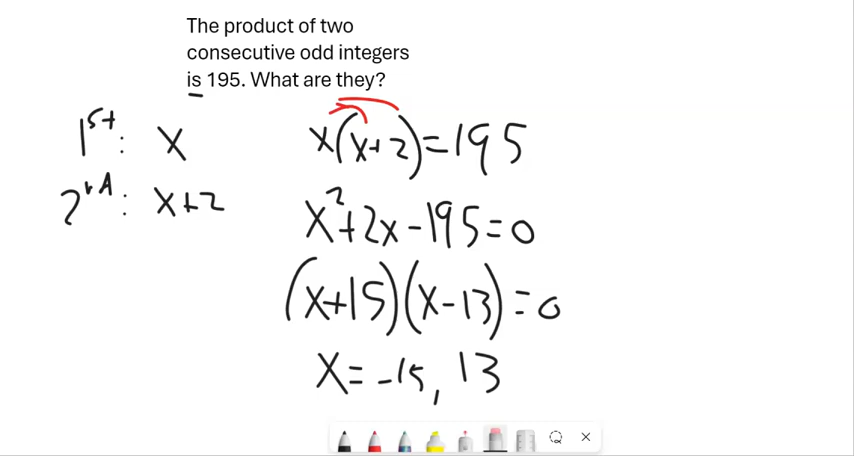 The product of two
consecutive odd integers
is 195. What are they?
1st: x
2nd: x+2
x(x+2)=195
x²+2x-195=0
(x+15)(x-13)=0
x=-15, 13